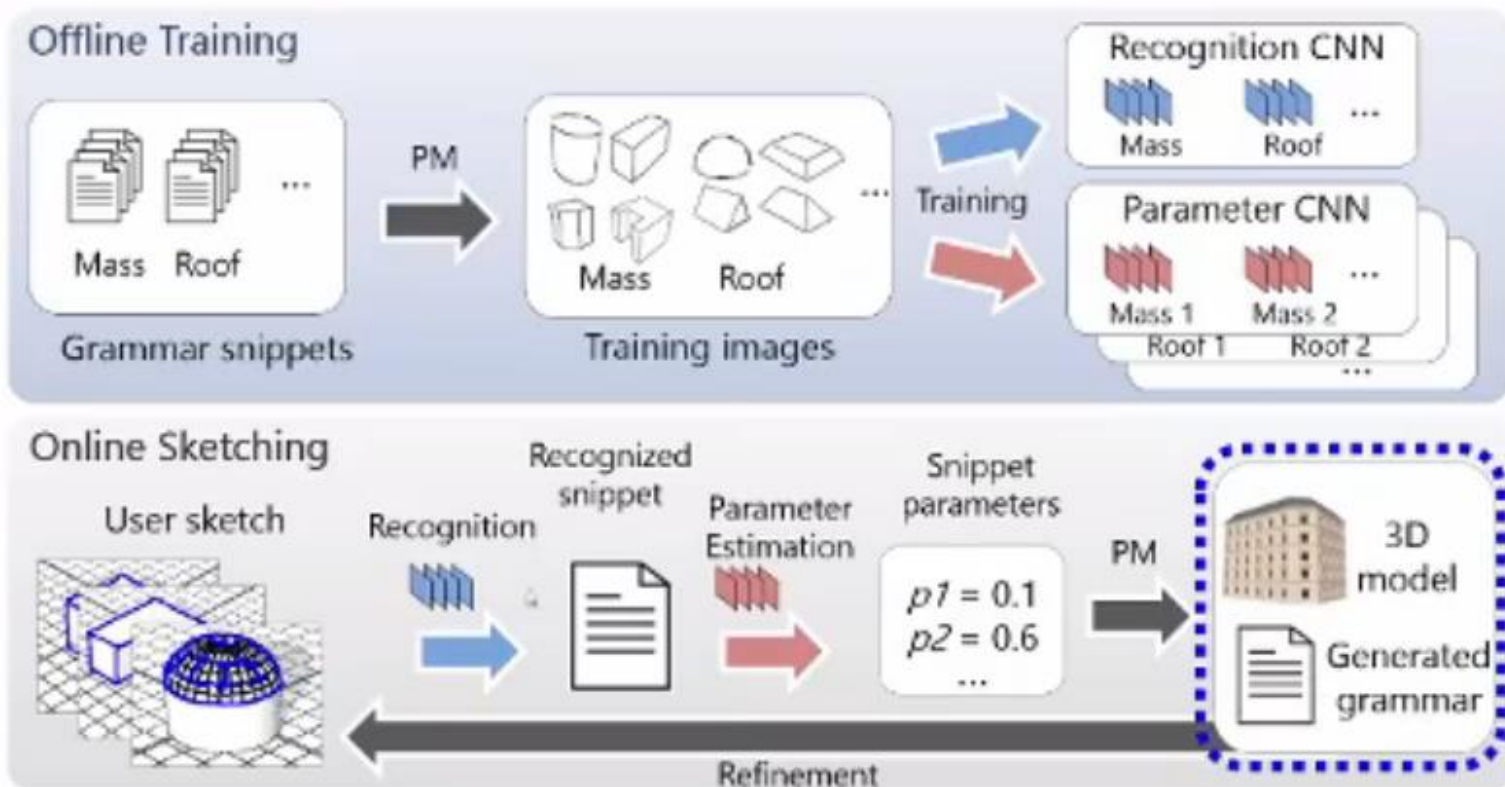 Offline Training
Mass Roof ...
Grammar snippets
PM
Mass Roof ...
Training images
Training
Recognition CNN
Mass Roof ...
Parameter CNN
Mass 1 Mass 2 ...
Roof 1 Roof 2
...
Online Sketching
User sketch
Recognition
Recognized
snippet
Parameter
Estimation
Snippet
parameters
p1 = 0.1
p2 = 0.6
...
PM
3D
model
Generated
grammar
Refinement